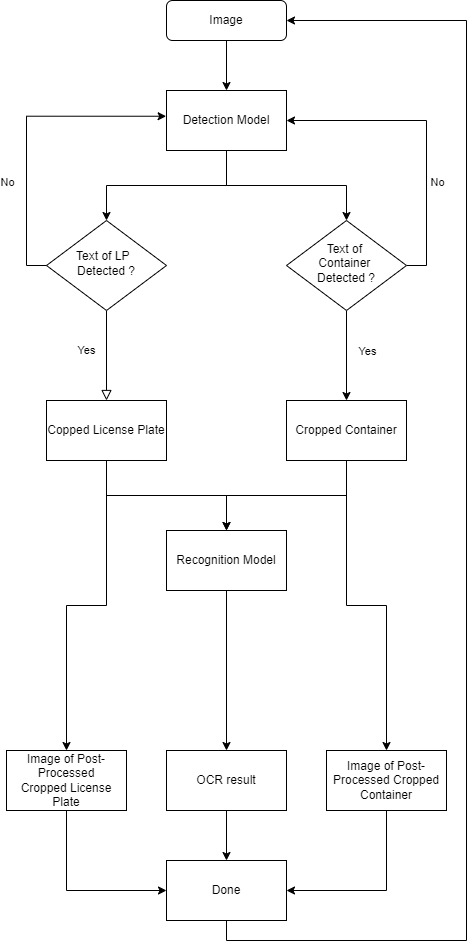 Image
Detection Model
No
No
Text of LP
Detected ?
Text of
Container
Detected ?
Yes
Yes
Copped License Plate
Cropped Container
Recognition Model
Image of Post-
Processed
Cropped License
Plate
OCR result
Image of Post-
Processed Cropped
Container
Done